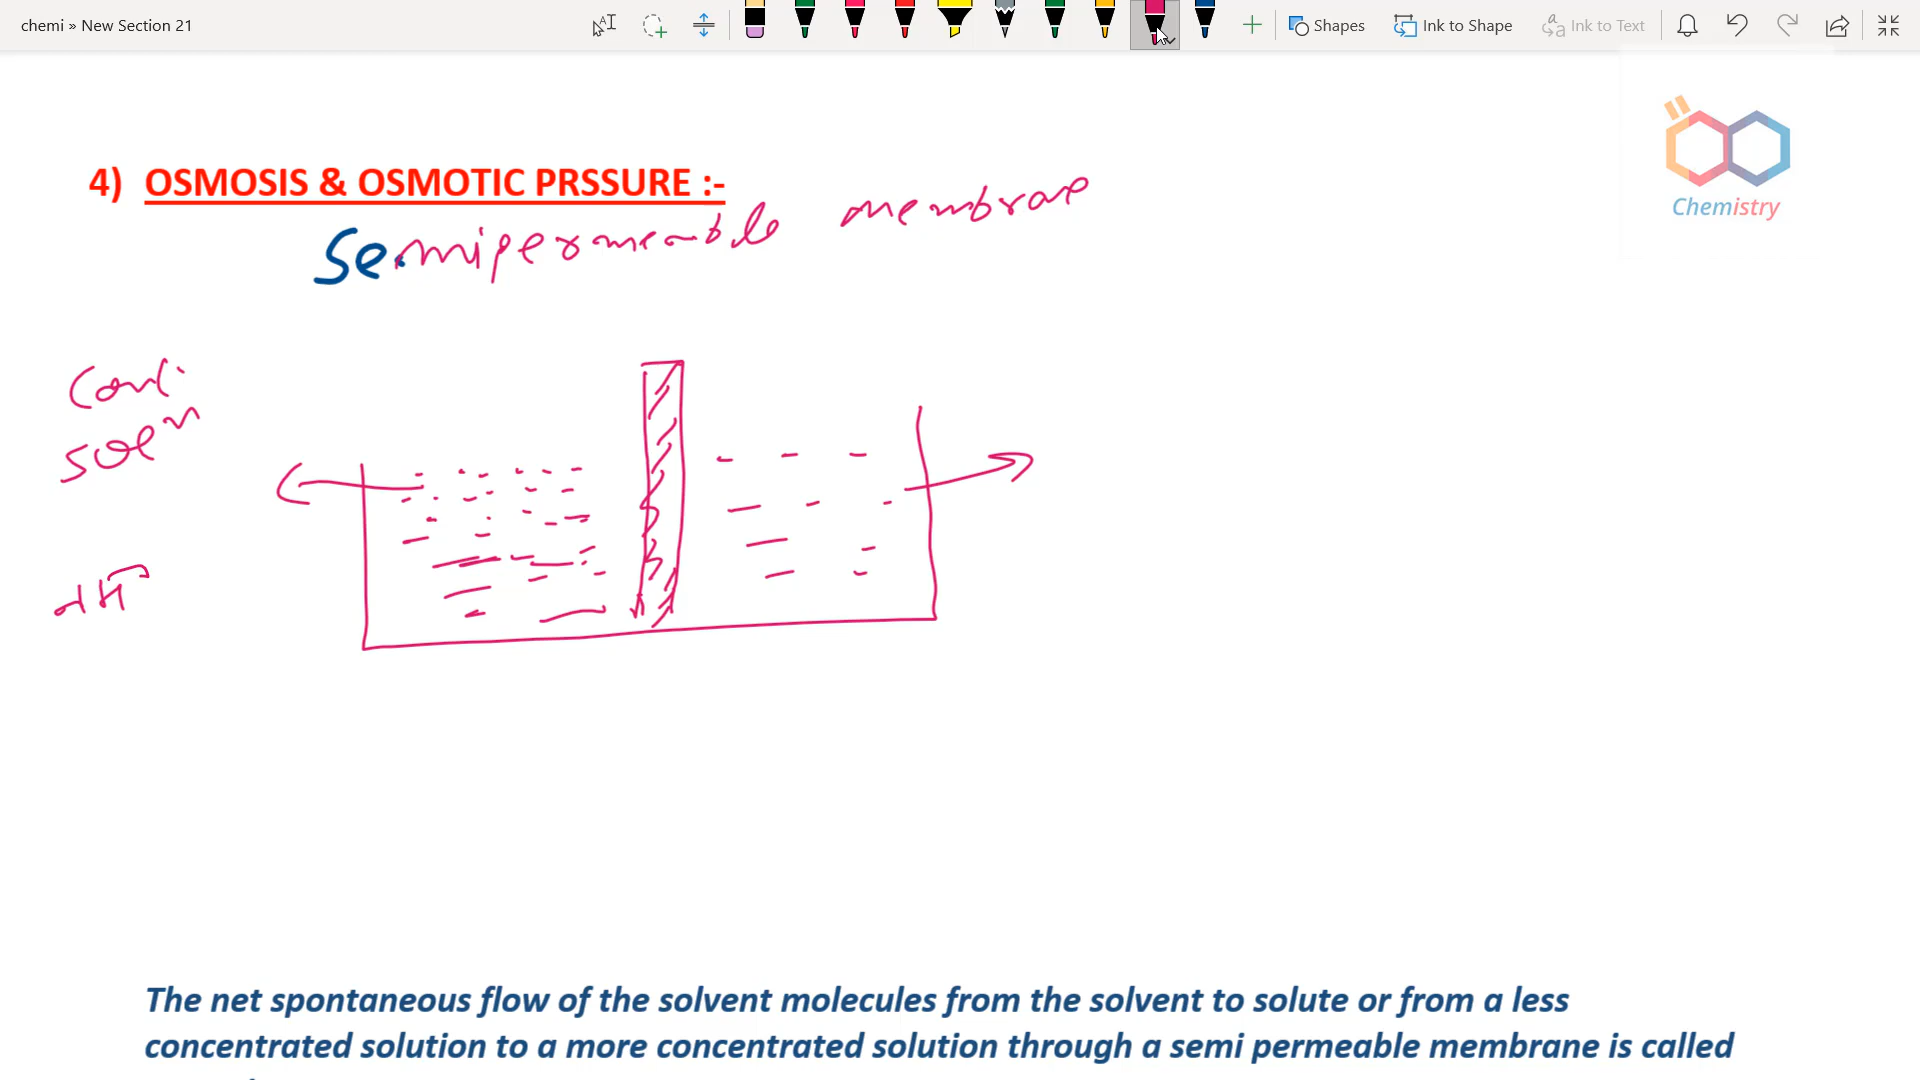 chemi » New Section 21
Shapes
Ink to Shape
Ink to Text
4) OSMOSIS & OSMOTIC PRSSURE :-
Semipermeable membrane
Chemistry
Conc.
soln
The net spontaneous flow of the solvent molecules from the solvent to solute or from a less
concentrated solution to a more concentrated solution through a semi permeable membrane is called